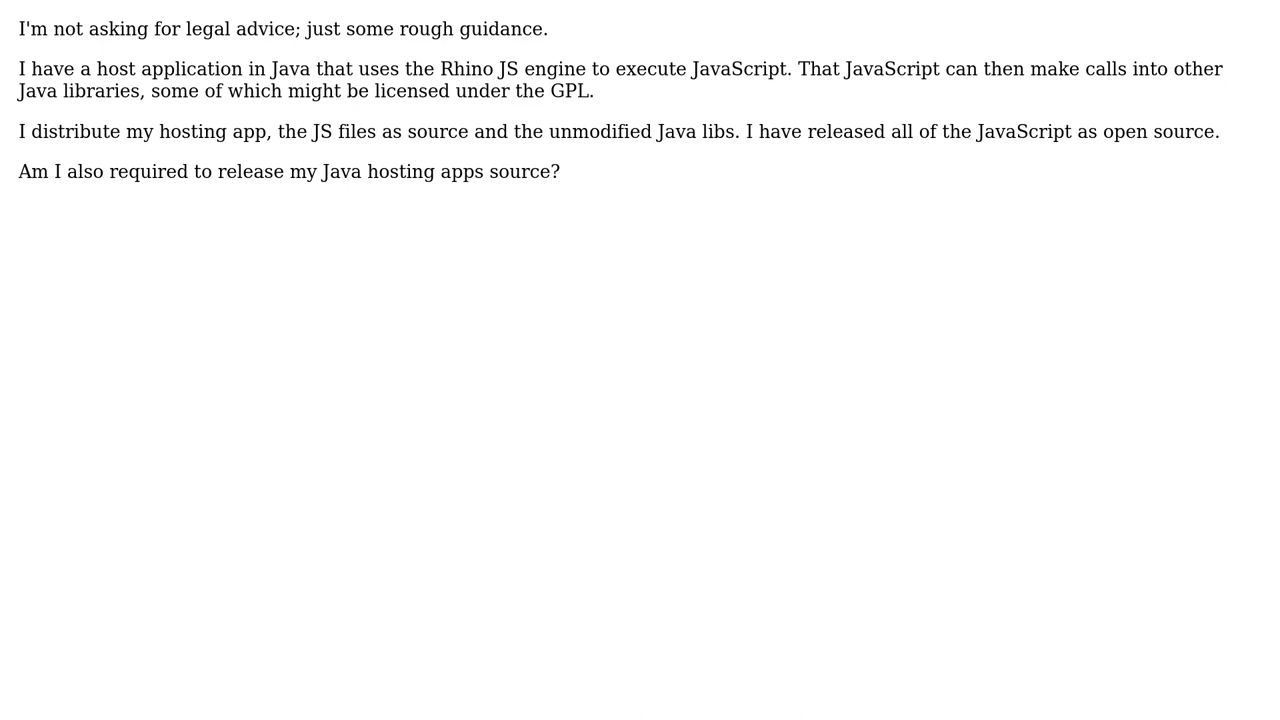 I'm not asking for legal advice; just some rough guidance.
I have a host application in Java that uses the Rhino JS engine to execute JavaScript. That JavaScript can then make calls into other
Java libraries, some of which might be licensed under the GPL.
I distribute my hosting app, the JS files as source and the unmodified Java libs. I have released all of the JavaScript as open source.
Am I also required to release my Java hosting apps source?